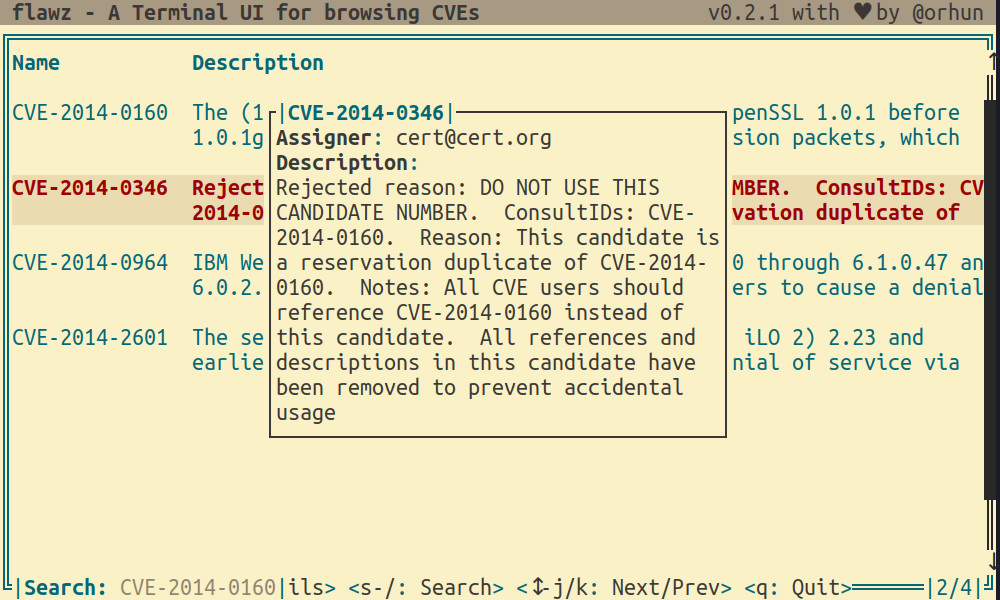 flawz - A Terminal UI for browsing CVEs v0.2.1 with ♥ by @orhun
Name Description
CVE-2014-0160 The (1 |CVE-2014-0346| penSSL 1.0.1 before
1.0.1g Assigner: cert@cert.org sion packets, which
Description:
CVE-2014-0346 Reject Rejected reason: DO NOT USE THIS MBER. ConsultIDs: CV
2014-0 CANDIDATE NUMBER. ConsultIDs: CVE- vation duplicate of
2014-0160. Reason: This candidate is
CVE-2014-0964 IBM We a reservation duplicate of CVE-2014- 0 through 6.1.0.47 an
6.0.2. 0160. Notes: All CVE users should ers to cause a denial
reference CVE-2014-0160 instead of
CVE-2014-2601 The se this candidate. All references and iLO 2) 2.23 and
earlie descriptions in this candidate have nial of service via
been removed to prevent accidental
usage
|Search: CVE-2014-0160|ils> <s-/: Search> <↕-j/k: Next/Prev> <q: Quit> |2/4|